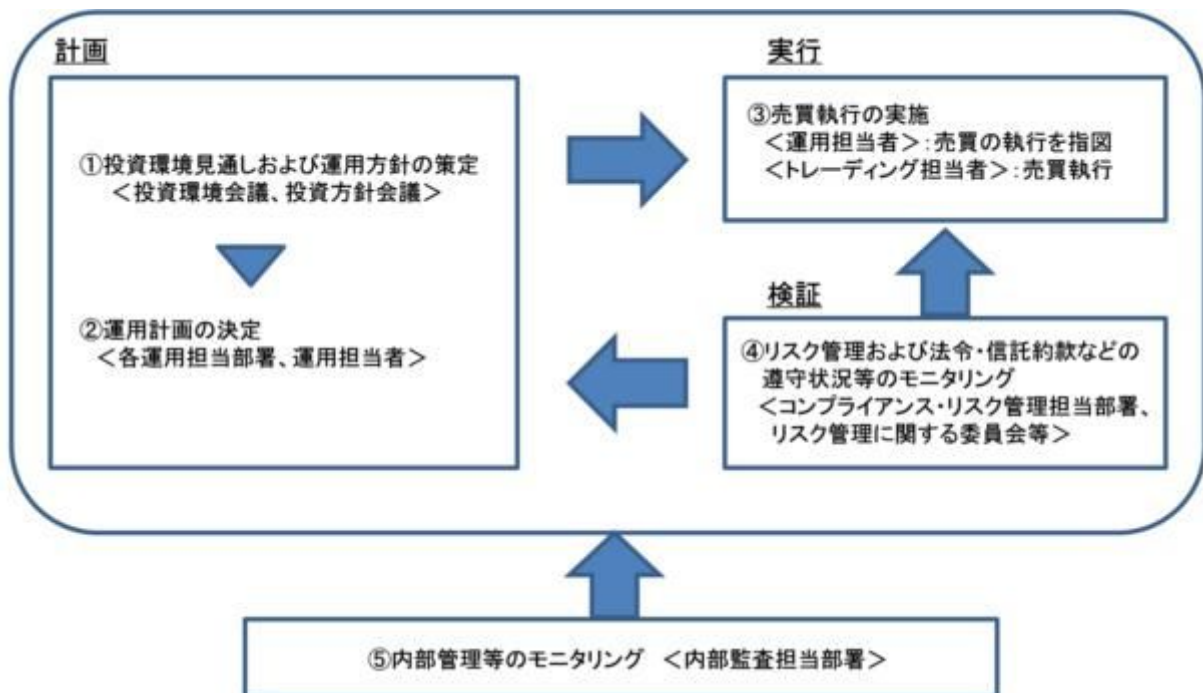 計画
①投資環境見通しおよび運用方針の策定
＜投資環境会議、投資方針会議＞
②運用計画の決定
＜各運用担当部署、運用担当者＞
実行
③売買執行の実施
＜運用担当者＞：売買の執行を指図
＜トレーディング担当者＞：売買執行
検証
④リスク管理および法令・信託約款などの
遵守状況等のモニタリング
＜コンプライアンス・リスク管理担当部署、
リスク管理に関する委員会等＞
⑤内部管理等のモニタリング ＜内部監査担当部署＞